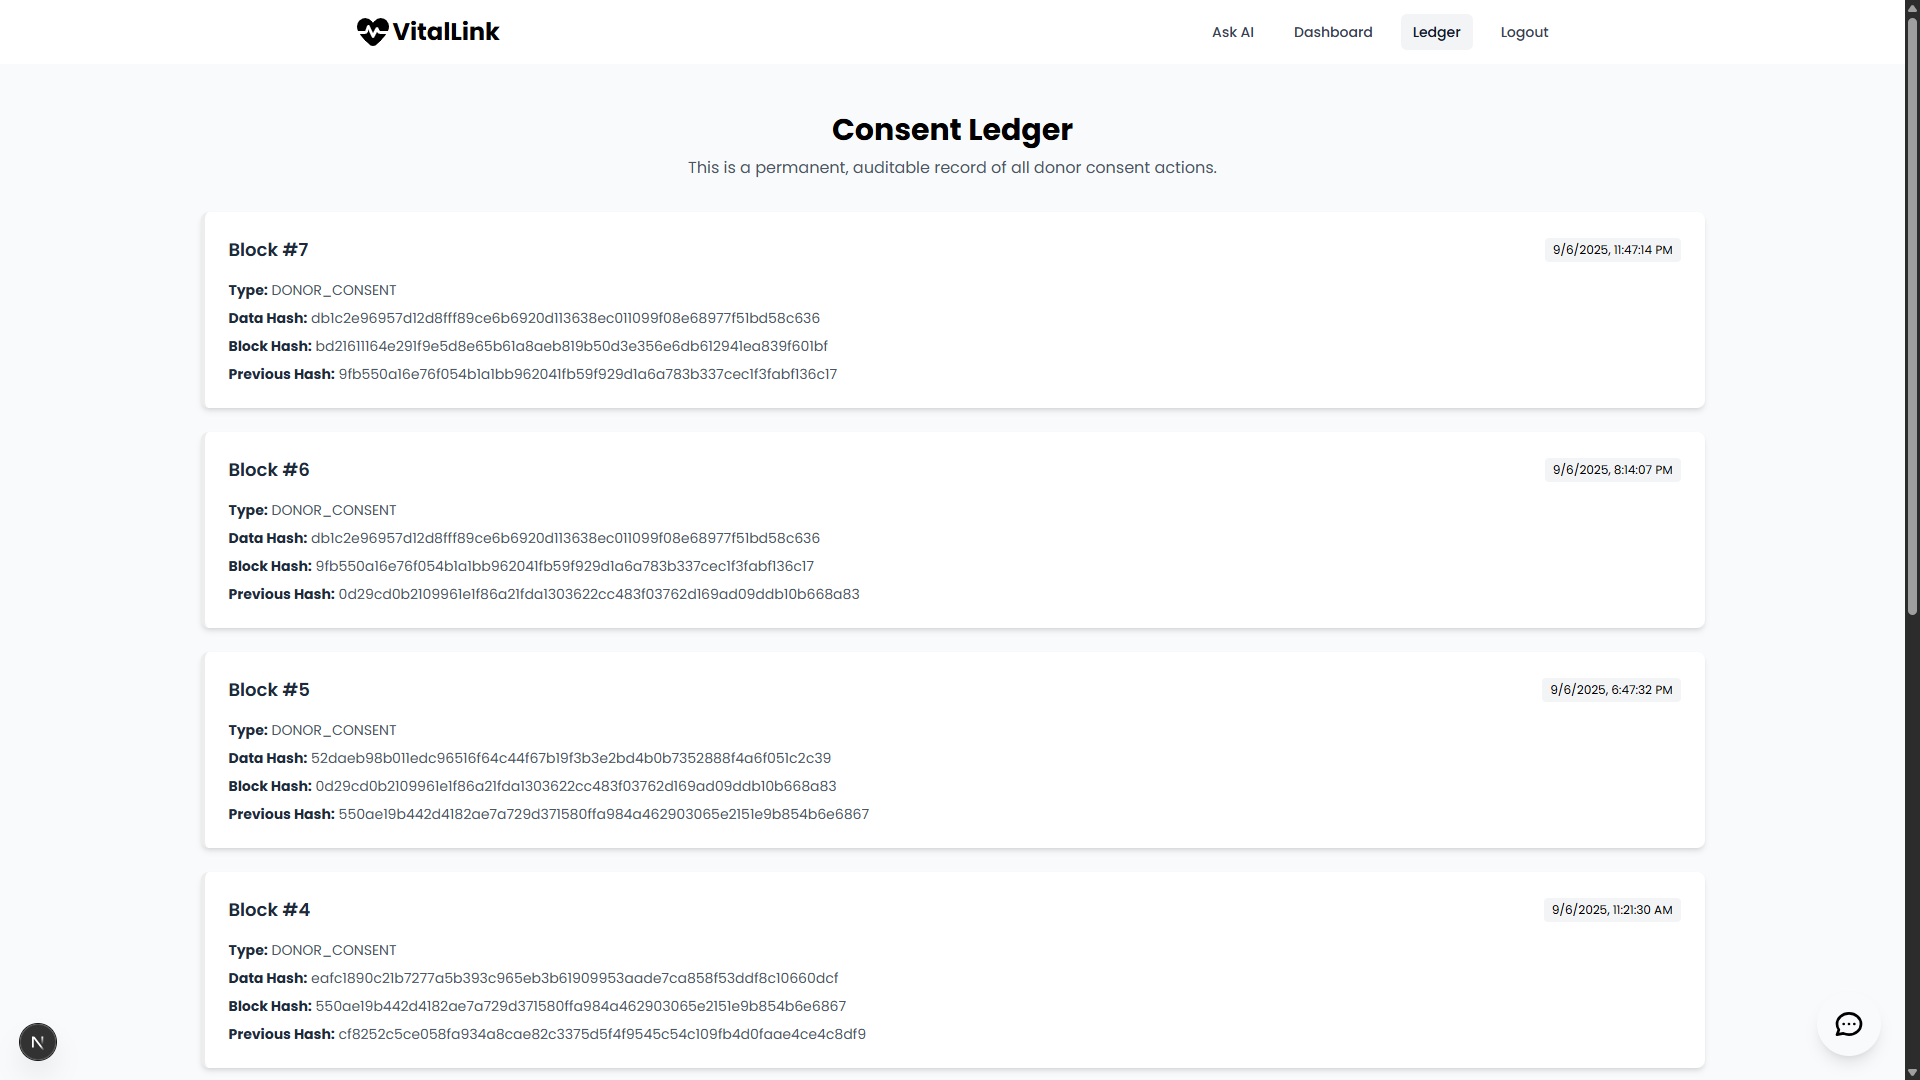 VitalLink
Ask AI
Dashboard
Ledger
Logout
Consent Ledger
This is a permanent, auditable record of all donor consent actions.
Block #7
9/6/2025, 11:47:14 PM
Type: DONOR_CONSENT
Data Hash: db1c2e96957d12d8fff89ce6b6920d113638ec011099f08e68977f51bd58c636
Block Hash: bd21611164e291f9e5d8e65b61a8aeb819b50d3e356e6db612941ea839f601bf
Previous Hash: 9fb550a16e76f054b1a1bb962041fb59f929d1a6a783b337cec1f3fabf136c17
Block #6
9/6/2025, 8:14:07 PM
Type: DONOR_CONSENT
Data Hash: db1c2e96957d12d8fff89ce6b6920d113638ec011099f08e68977f51bd58c636
Block Hash: 9fb550a16e76f054b1a1bb962041fb59f929d1a6a783b337cec1f3fabf136c17
Previous Hash: 0d29cd0b2109961e1f86a21fda1303622cc483f03762d169ad09ddb10b668a83
Block #5
9/6/2025, 6:47:32 PM
Type: DONOR_CONSENT
Data Hash: 52daeb98b011edc96516f64c44f67b19f3b3e2bd4b0b7352888f4a6f051c2c39
Block Hash: 0d29cd0b2109961e1f86a21fda1303622cc483f03762d169ad09ddb10b668a83
Previous Hash: 550ae19b442d4182ae7a729d371580ffa984a462903065e2151e9b854b6e6867
Block #4
9/6/2025, 11:21:30 AM
Type: DONOR_CONSENT
Data Hash: eafc1890c21b7277a5b393c965eb3b61909953aade7ca858f53ddf8c10660dcf
Block Hash: 550ae19b442d4182ae7a729d371580ffa984a462903065e2151e9b854b6e6867
Previous Hash: cf8252c5ce058fa934a8cae82c3375d5f4f9545c54c109fb4d0faae4ce4c8df9
N